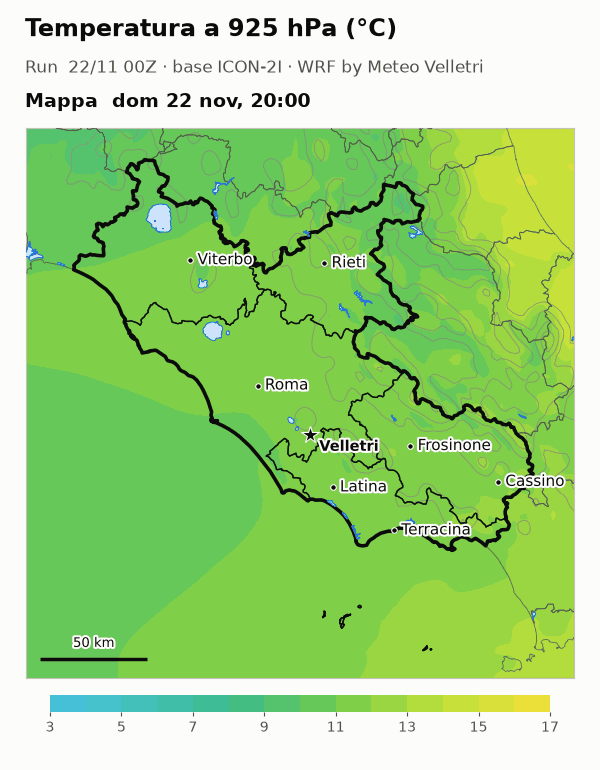 Temperatura a 925 hPa (°C)
Run  22/11 00Z · base ICON-2I · WRF by Meteo Velletri
Mappa  dom 22 nov, 20:00
Viterbo
Rieti
Roma
Velletri
Frosinone
Latina
Cassino
Terracina
50 km
3 5 7 9 11 13 15 17